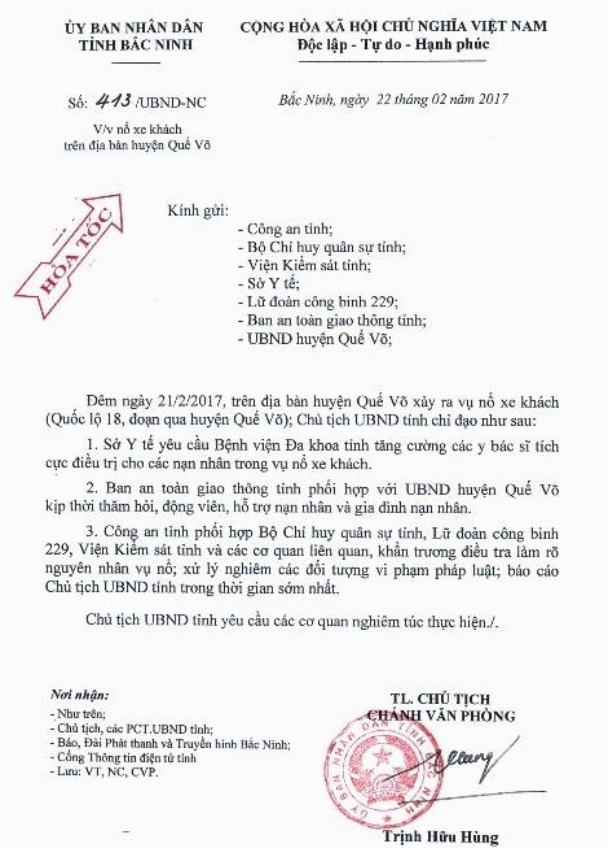 ỦY BAN NHÂN DÂN
TỈNH BẮC NINH
CỘNG HÒA XÃ HỘI CHỦ NGHĨA VIỆT NAM
Độc lập - Tự do - Hạnh phúc
Số: 413/UBND-NC
Bắc Ninh, ngày 22 tháng 02 năm 2017
V/v nổ xe khách
trên địa bàn huyện Quế Võ
HỎA TỐC
Kính gửi:
- Công an tỉnh;
- Bộ Chỉ huy quân sự tỉnh;
- Viện Kiểm sát tỉnh;
- Sở Y tế;
- Lữ đoàn công binh 229;
- Ban an toàn giao thông tỉnh;
- UBND huyện Quế Võ;
Đêm ngày 21/2/2017, trên địa bàn huyện Quế Võ xảy ra vụ nổ xe khách
(Quốc lộ 18, đoạn qua huyện Quế Võ); Chủ tịch UBND tỉnh chỉ đạo như sau:
1. Sở Y tế yêu cầu Bệnh viện Đa khoa tỉnh tăng cường các y bác sĩ tích
cực điều trị cho các nạn nhân trong vụ nổ xe khách.
2. Ban an toàn giao thông tỉnh phối hợp với UBND huyện Quế Võ
kịp thời thăm hỏi, động viên, hỗ trợ nạn nhân và gia đình nạn nhân.
3. Công an tỉnh phối hợp Bộ Chỉ huy quân sự tỉnh, Lữ đoàn công binh
229, Viện Kiểm sát tỉnh và các cơ quan liên quan, khẩn trương điều tra làm rõ
nguyên nhân vụ nổ; xử lý nghiêm các đối tượng vi phạm pháp luật; báo cáo
Chủ tịch UBND tỉnh trong thời gian sớm nhất.
Chủ tịch UBND tỉnh yêu cầu các cơ quan nghiêm túc thực hiện./.
Nơi nhận:
- Như trên;
- Chủ tịch, các PCT.UBND tỉnh;
- Báo, Đài Phát thanh và Truyền hình Bắc Ninh;
- Cổng Thông tin điện tử tỉnh
- Lưu: VT, NC, CVP.
TL. CHỦ TỊCH
CHÁNH VĂN PHÒNG
ỦY BAN NHÂN DÂN TỈNH BẮC NINH
Trịnh Hữu Hùng